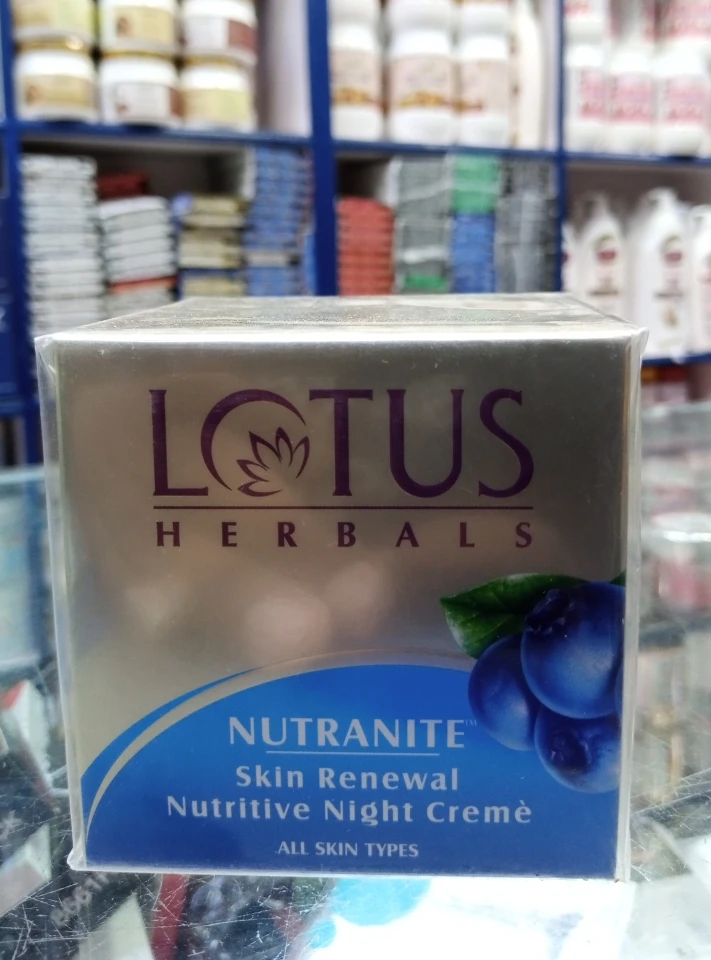 LOTUS
HERBALS
NUTRANITE™
Skin Renewal
Nutritive Night Cremè
ALL SKIN TYPES